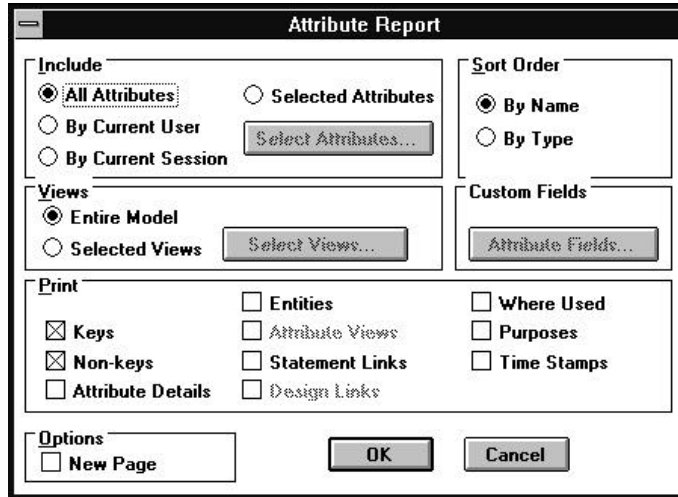 Attribute Report
Include
All Attributes
Selected Attributes
By Current User
Select Attributes...
By Current Session
Sort Order
By Name
By Type
Views
Entire Model
Selected Views
Select Views...
Custom Fields
Attribute Fields...
Print
Keys
Non-keys
Attribute Details
Entities
Attribute Views
Statement Links
Design Links
Where Used
Purposes
Time Stamps
Options
New Page
OK
Cancel